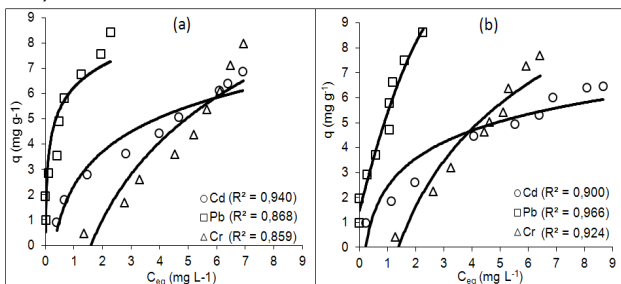 (a)
q (mg g-1)
9
8
7
6
5
4
3
2
1
0
Cd (R² = 0,940)
Pb (R² = 0,868)
Cr (R² = 0,859)
0 1 2 3 4 5 6 7 8
Ceq (mg L-1)
(b)
q (mg g-1)
9
8
7
6
5
4
3
2
1
0
Cd (R² = 0,900)
Pb (R² = 0,966)
Cr (R² = 0,924)
0 1 2 3 4 5 6 7 8 9
Ceq (mg L-1)